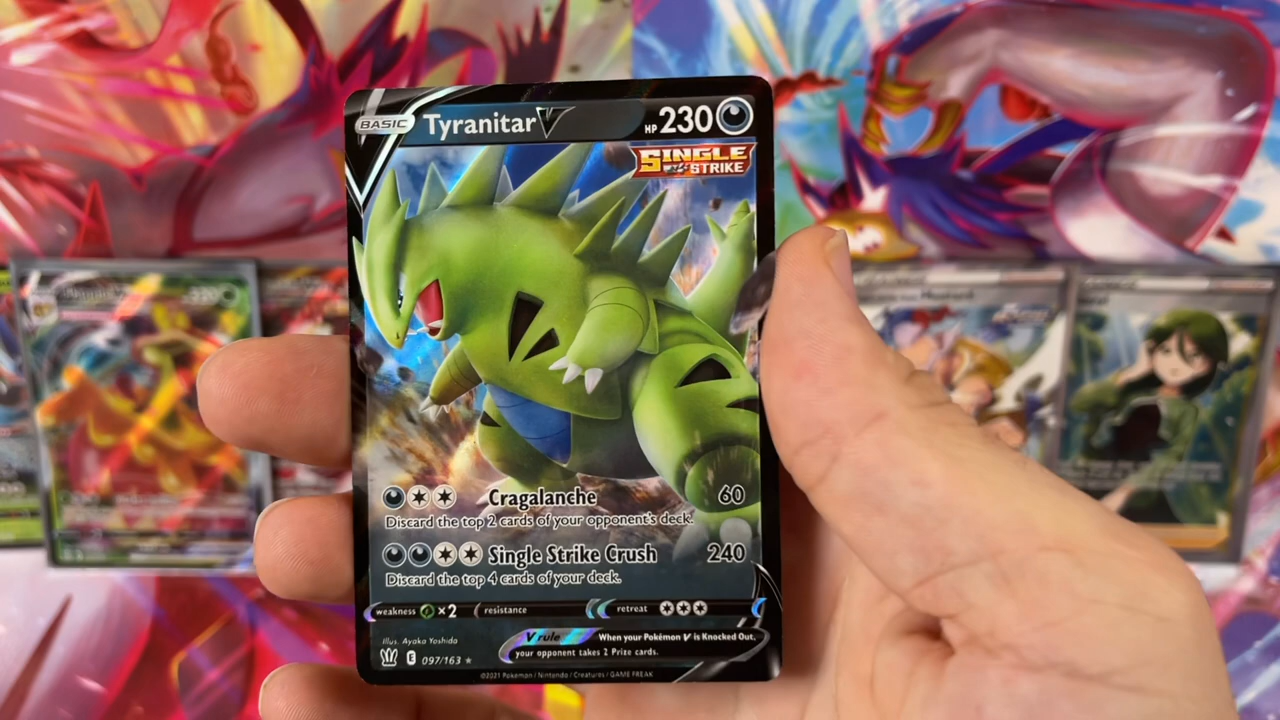 BASIC Tyranitar V HP 230
SINGLE STRIKE
Cragalanche 60
Discard the top 2 cards of your opponent's deck.
Single Strike Crush 240
Discard the top 4 cards of your deck.
weakness ×2 resistance retreat
V rule When your Pokémon V is Knocked Out,
your opponent takes 2 Prize cards.
Illus. Ayaka Yoshida
E 097/163 ★
©2021 Pokémon / Nintendo / Creatures / GAME FREAK